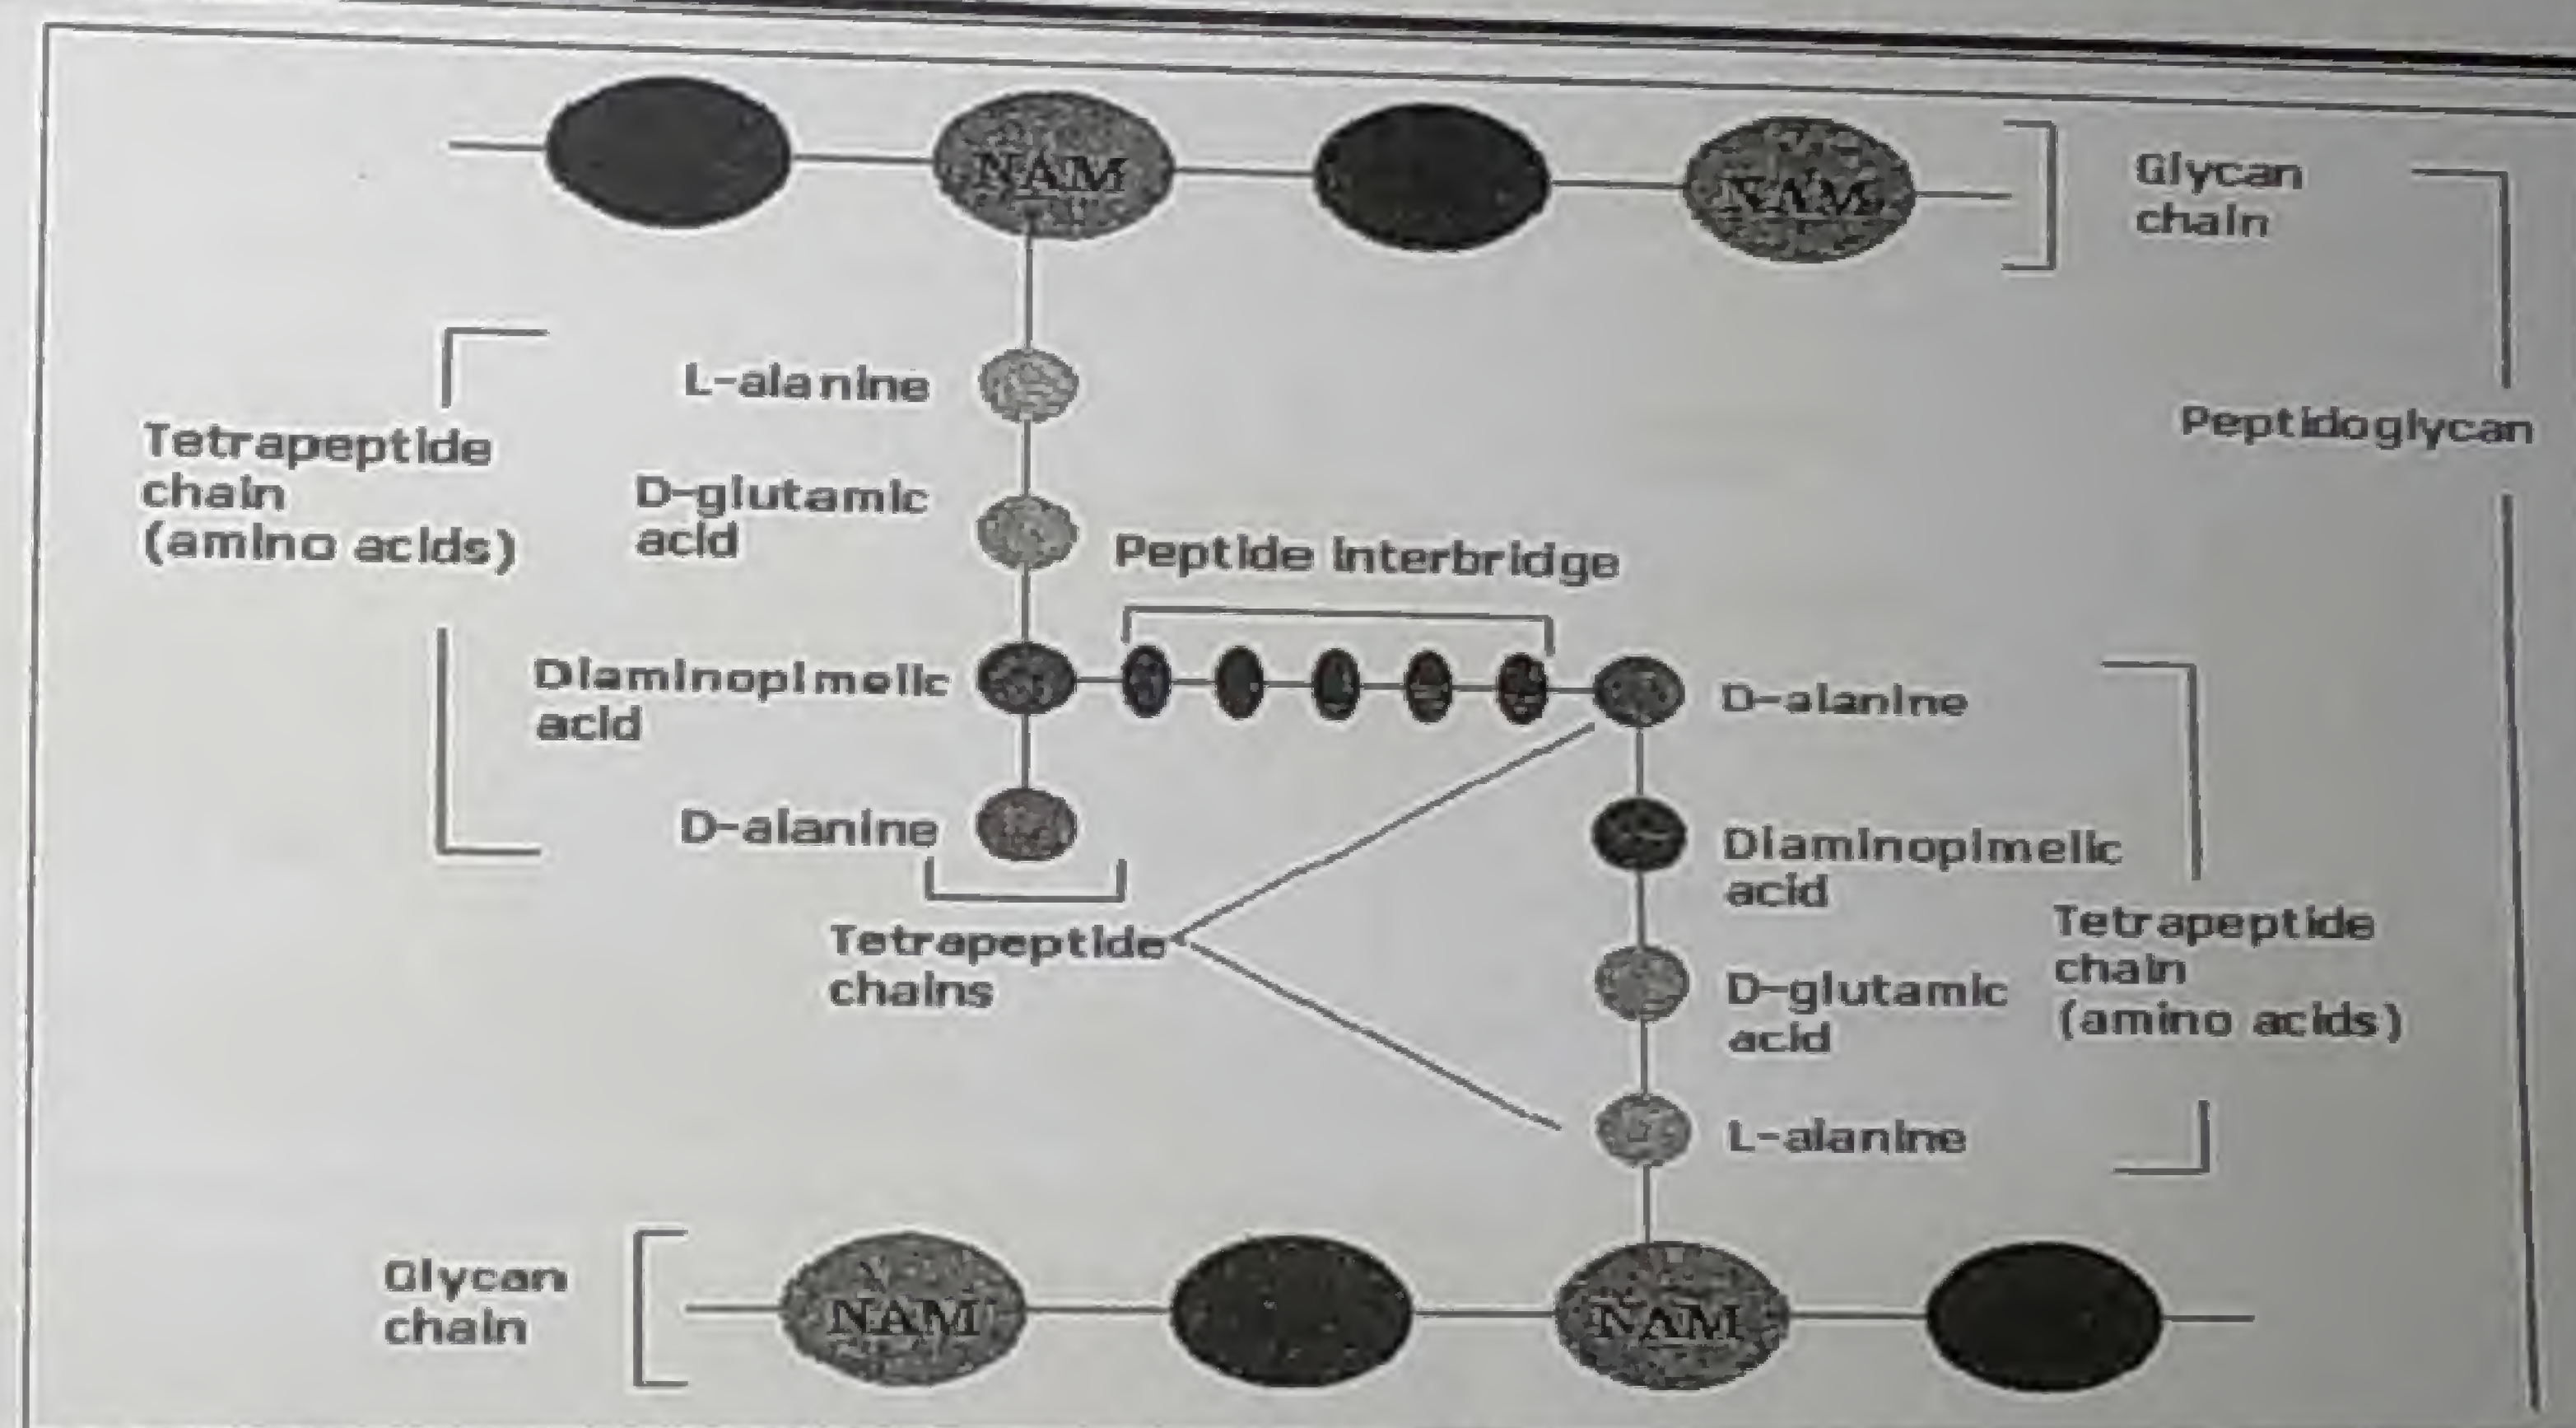 NAM
NAM
Glycan
chain
L-alanine
Tetrapeptide
chain
(amino acids)
D-glutamic
acid
Peptidoglycan
Peptide interbridge
Diaminopimelic
acid
D-alanine
D-alanine
Diaminopimelic
acid
Tetrapeptide
chains
Tetrapeptide
chain
(amino acids)
D-glutamic
acid
L-alanine
Glycan
chain
NAM
NAM